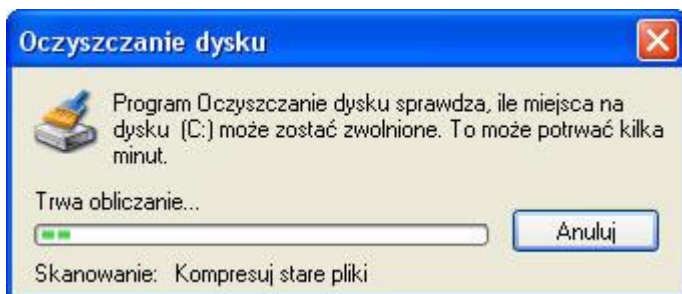 Oczyszczanie dysku
Program Oczyszczanie dysku sprawdza, ile miejsca na
dysku (C:) może zostać zwolnione. To może potrwać kilka
minut.
Trwa obliczanie...
Anuluj
Skanowanie: Kompresuj stare pliki